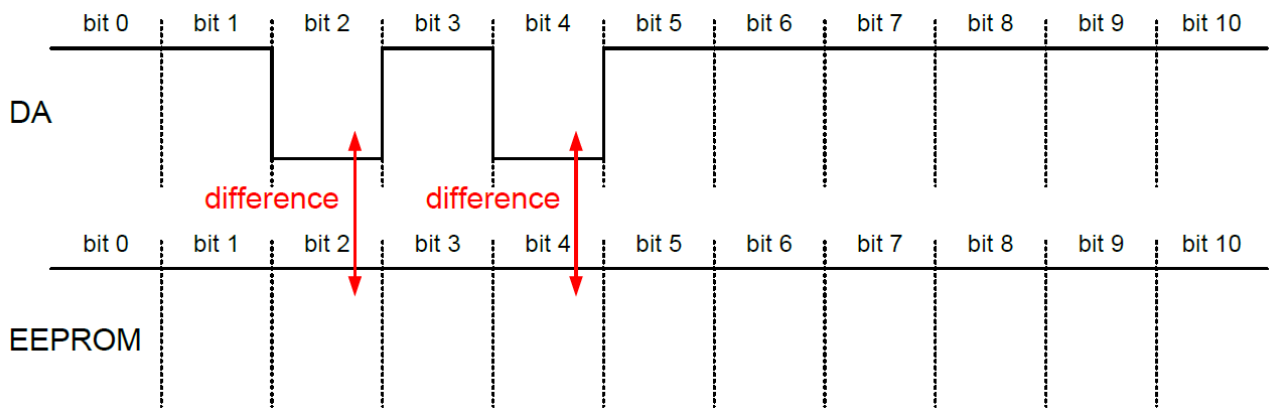 bit 0 bit 1 bit 2 bit 3 bit 4 bit 5 bit 6 bit 7 bit 8 bit 9 bit 10
DA
difference difference
bit 0 bit 1 bit 2 bit 3 bit 4 bit 5 bit 6 bit 7 bit 8 bit 9 bit 10
EEPROM